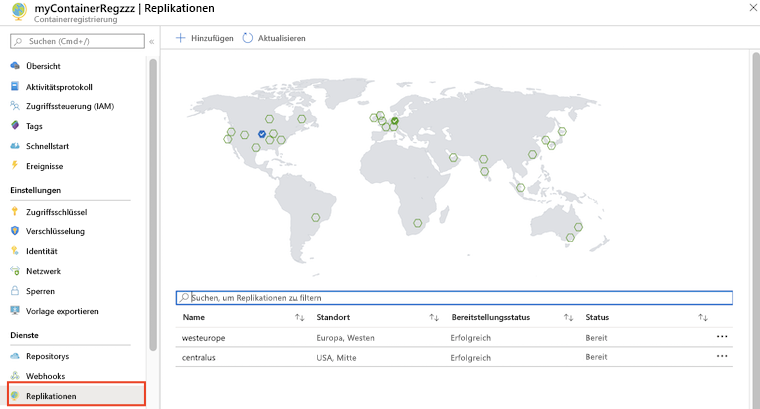 myContainerRegzzz | Replikationen
Containerregistrierung
Suchen (Cmd+/)
«
Hinzufügen
Aktualisieren
Übersicht
Aktivitätsprotokoll
Zugriffssteuerung (IAM)
Tags
Schnellstart
Ereignisse
Einstellungen
Zugriffsschlüssel
Verschlüsselung
Identität
Netzwerk
Sperren
Vorlage exportieren
Dienste
Repositorys
Webhooks
Replikationen
Suchen, um Replikationen zu filtern
Name Standort Bereitstellungsstatus Status
westeurope Europa, Westen Erfolgreich Bereit
centralus USA, Mitte Erfolgreich Bereit